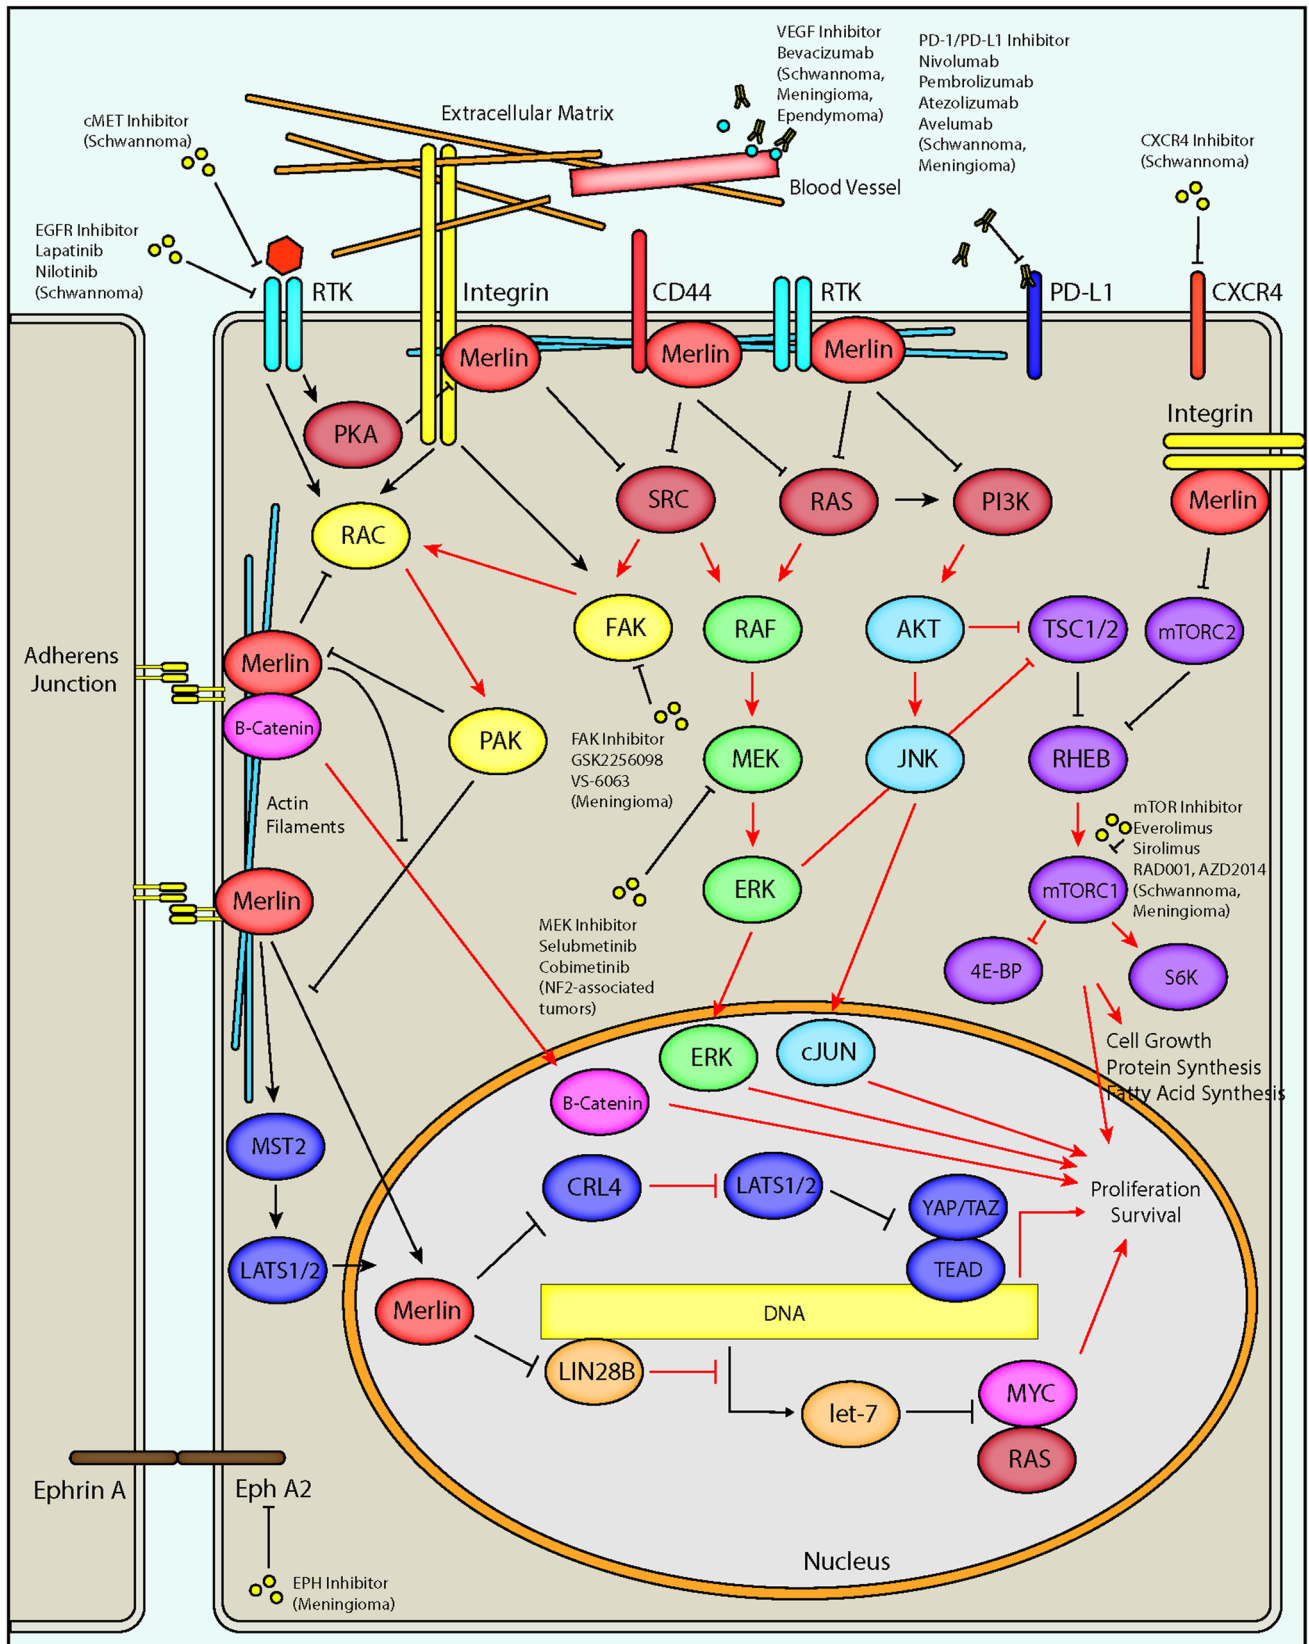 VEGF Inhibitor
Bevacizumab
(Schwannoma,
Meningioma,
Ependymoma)
PD-1/PD-L1 Inhibitor
Nivolumab
Pembrolizumab
Atezolizumab
Avelumab
(Schwannoma,
Meningioma)
cMET Inhibitor
(Schwannoma)
Extracellular Matrix
CXCR4 Inhibitor
(Schwannoma)
Blood Vessel
EGFR Inhibitor
Lapatinib
Nilotinib
(Schwannoma)
RTK
Integrin
CD44
RTK
PD-L1
CXCR4
Merlin
Merlin
Merlin
Integrin
PKA
SRC
RAS
PI3K
Merlin
RAC
FAK
RAF
AKT
TSC1/2
mTORC2
Adherens
Junction
Merlin
B-Catenin
PAK
FAK Inhibitor
GSK2256098
VS-6063
(Meningioma)
MEK
JNK
RHEB
Actin
Filaments
mTOR Inhibitor
Everolimus
Sirolimus
RAD001, AZD2014
(Schwannoma,
Meningioma)
Merlin
ERK
mTORC1
MEK Inhibitor
Selubmetinib
Cobimetinib
(NF2-associated
tumors)
4E-BP
S6K
ERK
cJUN
Cell Growth
Protein Synthesis
Fatty Acid Synthesis
B-Catenin
MST2
CRL4
LATS1/2
YAP/TAZ
Proliferation
Survival
LATS1/2
TEAD
Merlin
DNA
LIN28B
let-7
MYC
RAS
Ephrin A
Eph A2
Nucleus
EPH Inhibitor
(Meningioma)